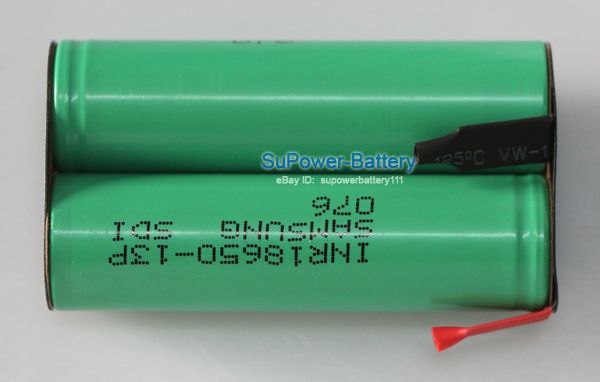 125°C VW-1
SuPower-Battery
eBay ID: supowerbattery111
INR18650-13P
SAMSUNG SDI
076